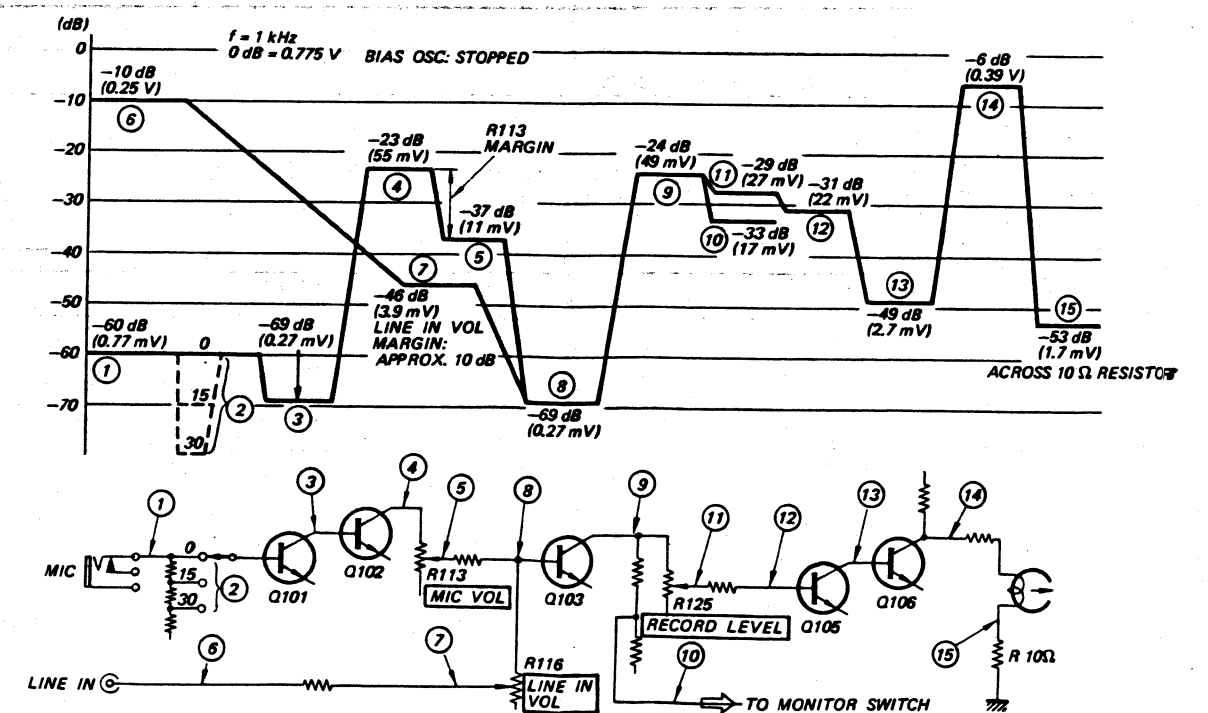 (dB)
f = 1 kHz
0 dB = 0.775 V
BIAS OSC: STOPPED
0
-10
-20
-30
-40
-50
-60
-70
-10 dB
(0.25 V)
6
-23 dB
(55 mV)
4
R113
MARGIN
-37 dB
(11 mV)
5
7
-46 dB
(3.9 mV)
LINE IN VOL
MARGIN:
APPROX. 10 dB
-60 dB
(0.77 mV)
1
0
15
30
2
-69 dB
(0.27 mV)
3
8
-69 dB
(0.27 mV)
-24 dB
(49 mV)
9
11
-29 dB
(27 mV)
10
-33 dB
(17 mV)
-31 dB
(22 mV)
12
13
-49 dB
(2.7 mV)
-6 dB
(0.39 V)
14
15
-53 dB
(1.7 mV)
ACROSS 10 Ω RESISTOR
1
MIC
V
0
15
30
2
3
Q101
4
Q102
5
R113
MIC VOL
8
Q103
9
R125
RECORD LEVEL
11
12
Q105
13
Q106
14
15
R 10Ω
LINE IN
6
7
R116
LINE IN
VOL
10
TO MONITOR SWITCH